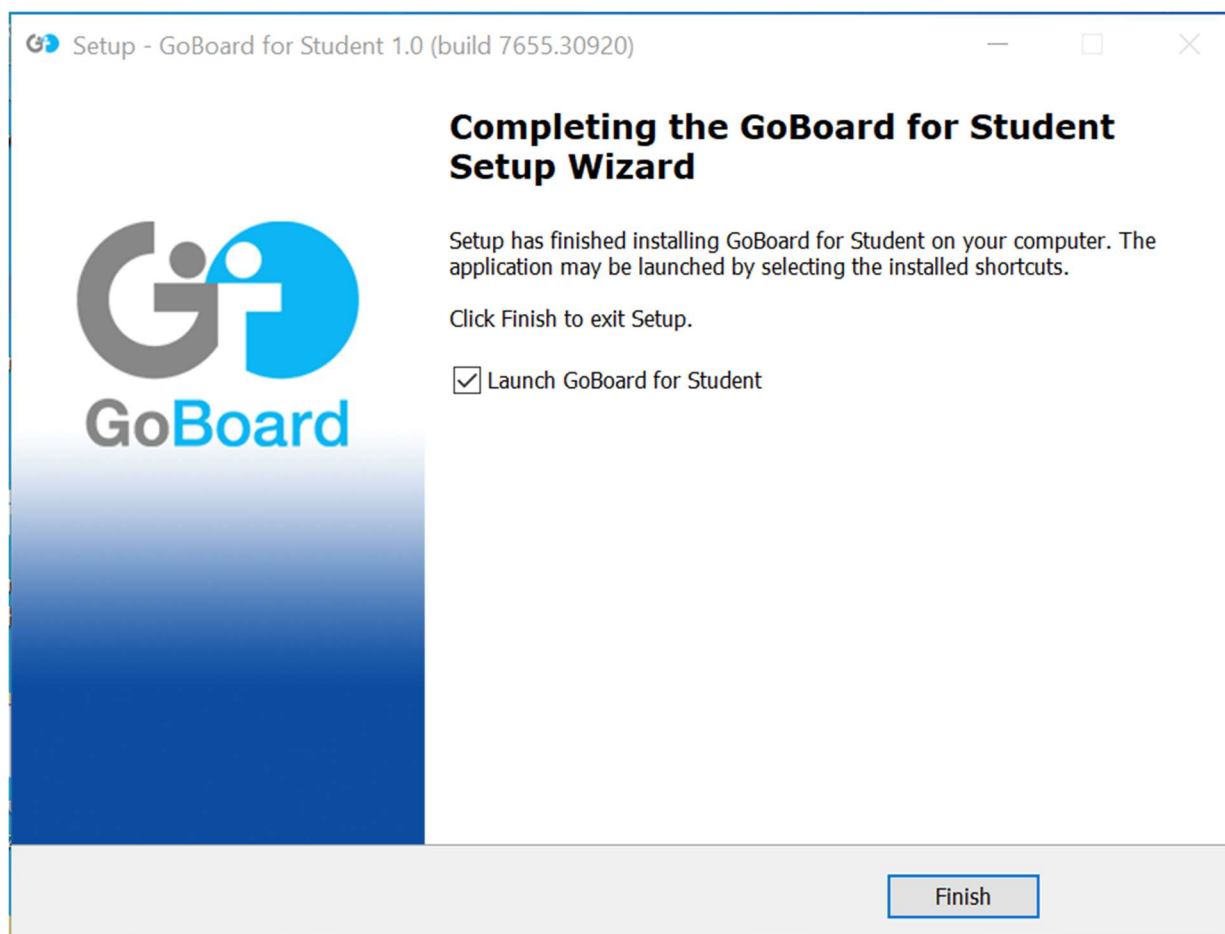 Setup - GoBoard for Student 1.0 (build 7655.30920)
Completing the GoBoard for Student
Setup Wizard
Setup has finished installing GoBoard for Student on your computer. The
application may be launched by selecting the installed shortcuts.
Click Finish to exit Setup.
Launch GoBoard for Student
GoBoard
Finish